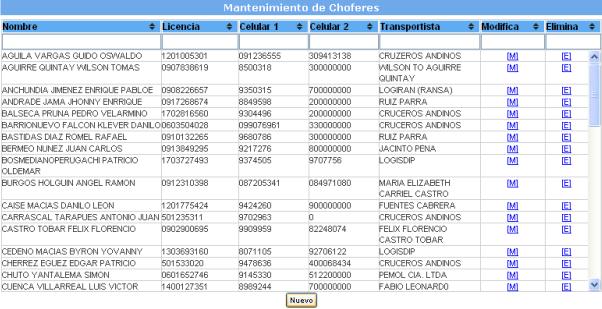 Mantenimiento de Choferes
Nombre Licencia Celular 1 Celular 2 Transportista Modifica Elimina
AGUILA VARGAS GUIDO OSWALDO 1201005301 091236555 309413138 CRUZEROS ANDINOS [M] [E]
AGUIRRE QUINTAY WILSON TOMAS 0907838619 8500318 300000000 WILSON TO AGUIRRE [M] [E]
QUINTAY
ANCHUNDIA JIMENEZ ENRIQUE PABLOE 0908226657 9350315 700000000 LOGIRAN (RANSA) [M] [E]
ANDRADE JAMA JHONNY ENRRIQUE 0917268674 8849598 200000000 RUIZ PARRA [M] [E]
BALSECA PRUNA PEDRO VELARMINO 1702816560 9304496 200000000 CRUCEROS ANDINOS [M] [E]
BARRIONUEVO FALCON KLEVER DANILO 0603504028 099076961 330000000 CRUCEROS ANDINOS [M] [E]
BASTIDAS DIAZ ROMEL RAFAEL 0910132265 9680786 300000000 RUIZ PARRA [M] [E]
BERMEO NUNEZ JUAN CARLOS 0913849295 9217276 800000000 JACINTO PENA [M] [E]
BOSMEDIANOPERUGACHI PATRICIO 1703727493 9374505 9707756 LOGISDIP [M] [E]
OLDEMAR
BURGOS HOLGUIN ANGEL RAMON 0912310398 087205341 084971080 MARIA ELIZABETH [M] [E]
CARRIEL CASTRO
CAISE MACIAS DANILO LEON 1201775424 9424260 900000000 FUENTES CABRERA [M] [E]
CARRASCAL TARAPUES ANTONIO JUAN 501235311 9702963 0 CRUCEROS ANDINOS [M] [E]
CASTRO TOBAR FELIX FLORENCIO 0902900695 9909959 82248074 FELIX FLORENCIO [M] [E]
CASTRO TOBAR
CEDENO MACIAS BYRON YOVANNY 1303693160 8071105 92706122 LOGISDIP [M] [E]
CHERREZ EGUEZ EDGAR PATRICIO 501533020 9478636 400068434 CRUCEROS ANDINOS [M] [E]
CHUTO YANTALEMA SIMON 0601652746 9145330 512200000 PEMOL CIA. LTDA [M] [E]
CUENCA VILLARREAL LUIS VICTOR 1400127351 8989244 700000000 FABIO LEONARDO [M] [E]
Nuevo